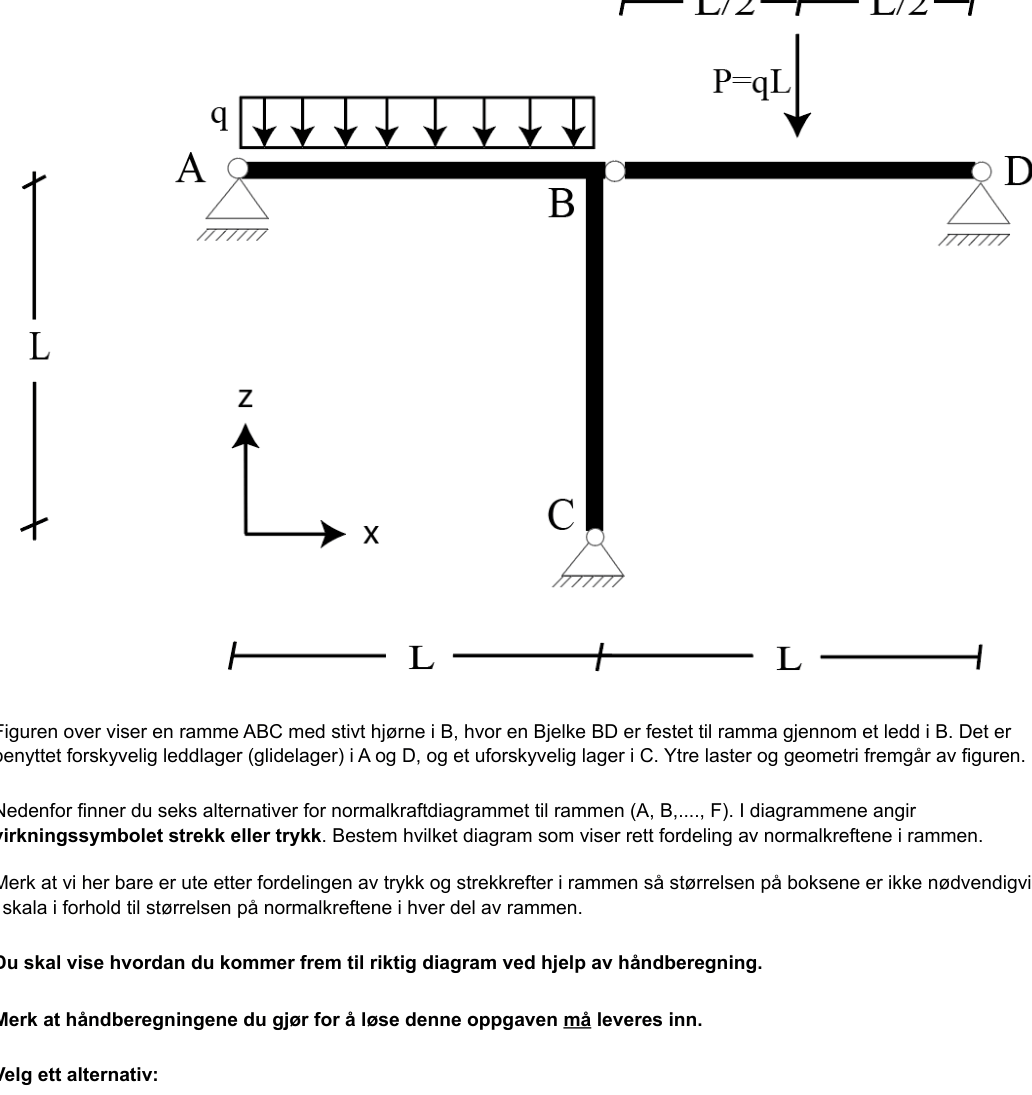 L/2 L/2
P=qL
q
A
B
D
L
z
x
C
L
L
Figuren over viser en ramme ABC med stivt hjørne i B, hvor en Bjelke BD er festet til ramma gjennom et ledd i B. Det er
benyttet forskyvelig leddlager (glidelager) i A og D, og et uforskyvelig lager i C. Ytre laster og geometri fremgår av figuren.
Nedenfor finner du seks alternativer for normalkraftdiagrammet til rammen (A, B,...., F). I diagrammene angir
virkningssymbolet strekk eller trykk. Bestem hvilket diagram som viser rett fordeling av normalkreftene i rammen.
Merk at vi her bare er ute etter fordelingen av trykk og strekkrefter i rammen så størrelsen på boksene er ikke nødvendigvi
skala i forhold til størrelsen på normalkreftene i hver del av rammen.
Du skal vise hvordan du kommer frem til riktig diagram ved hjelp av håndberegning.
Merk at håndberegningene du gjør for å løse denne oppgaven må leveres inn.
Velg ett alternativ: